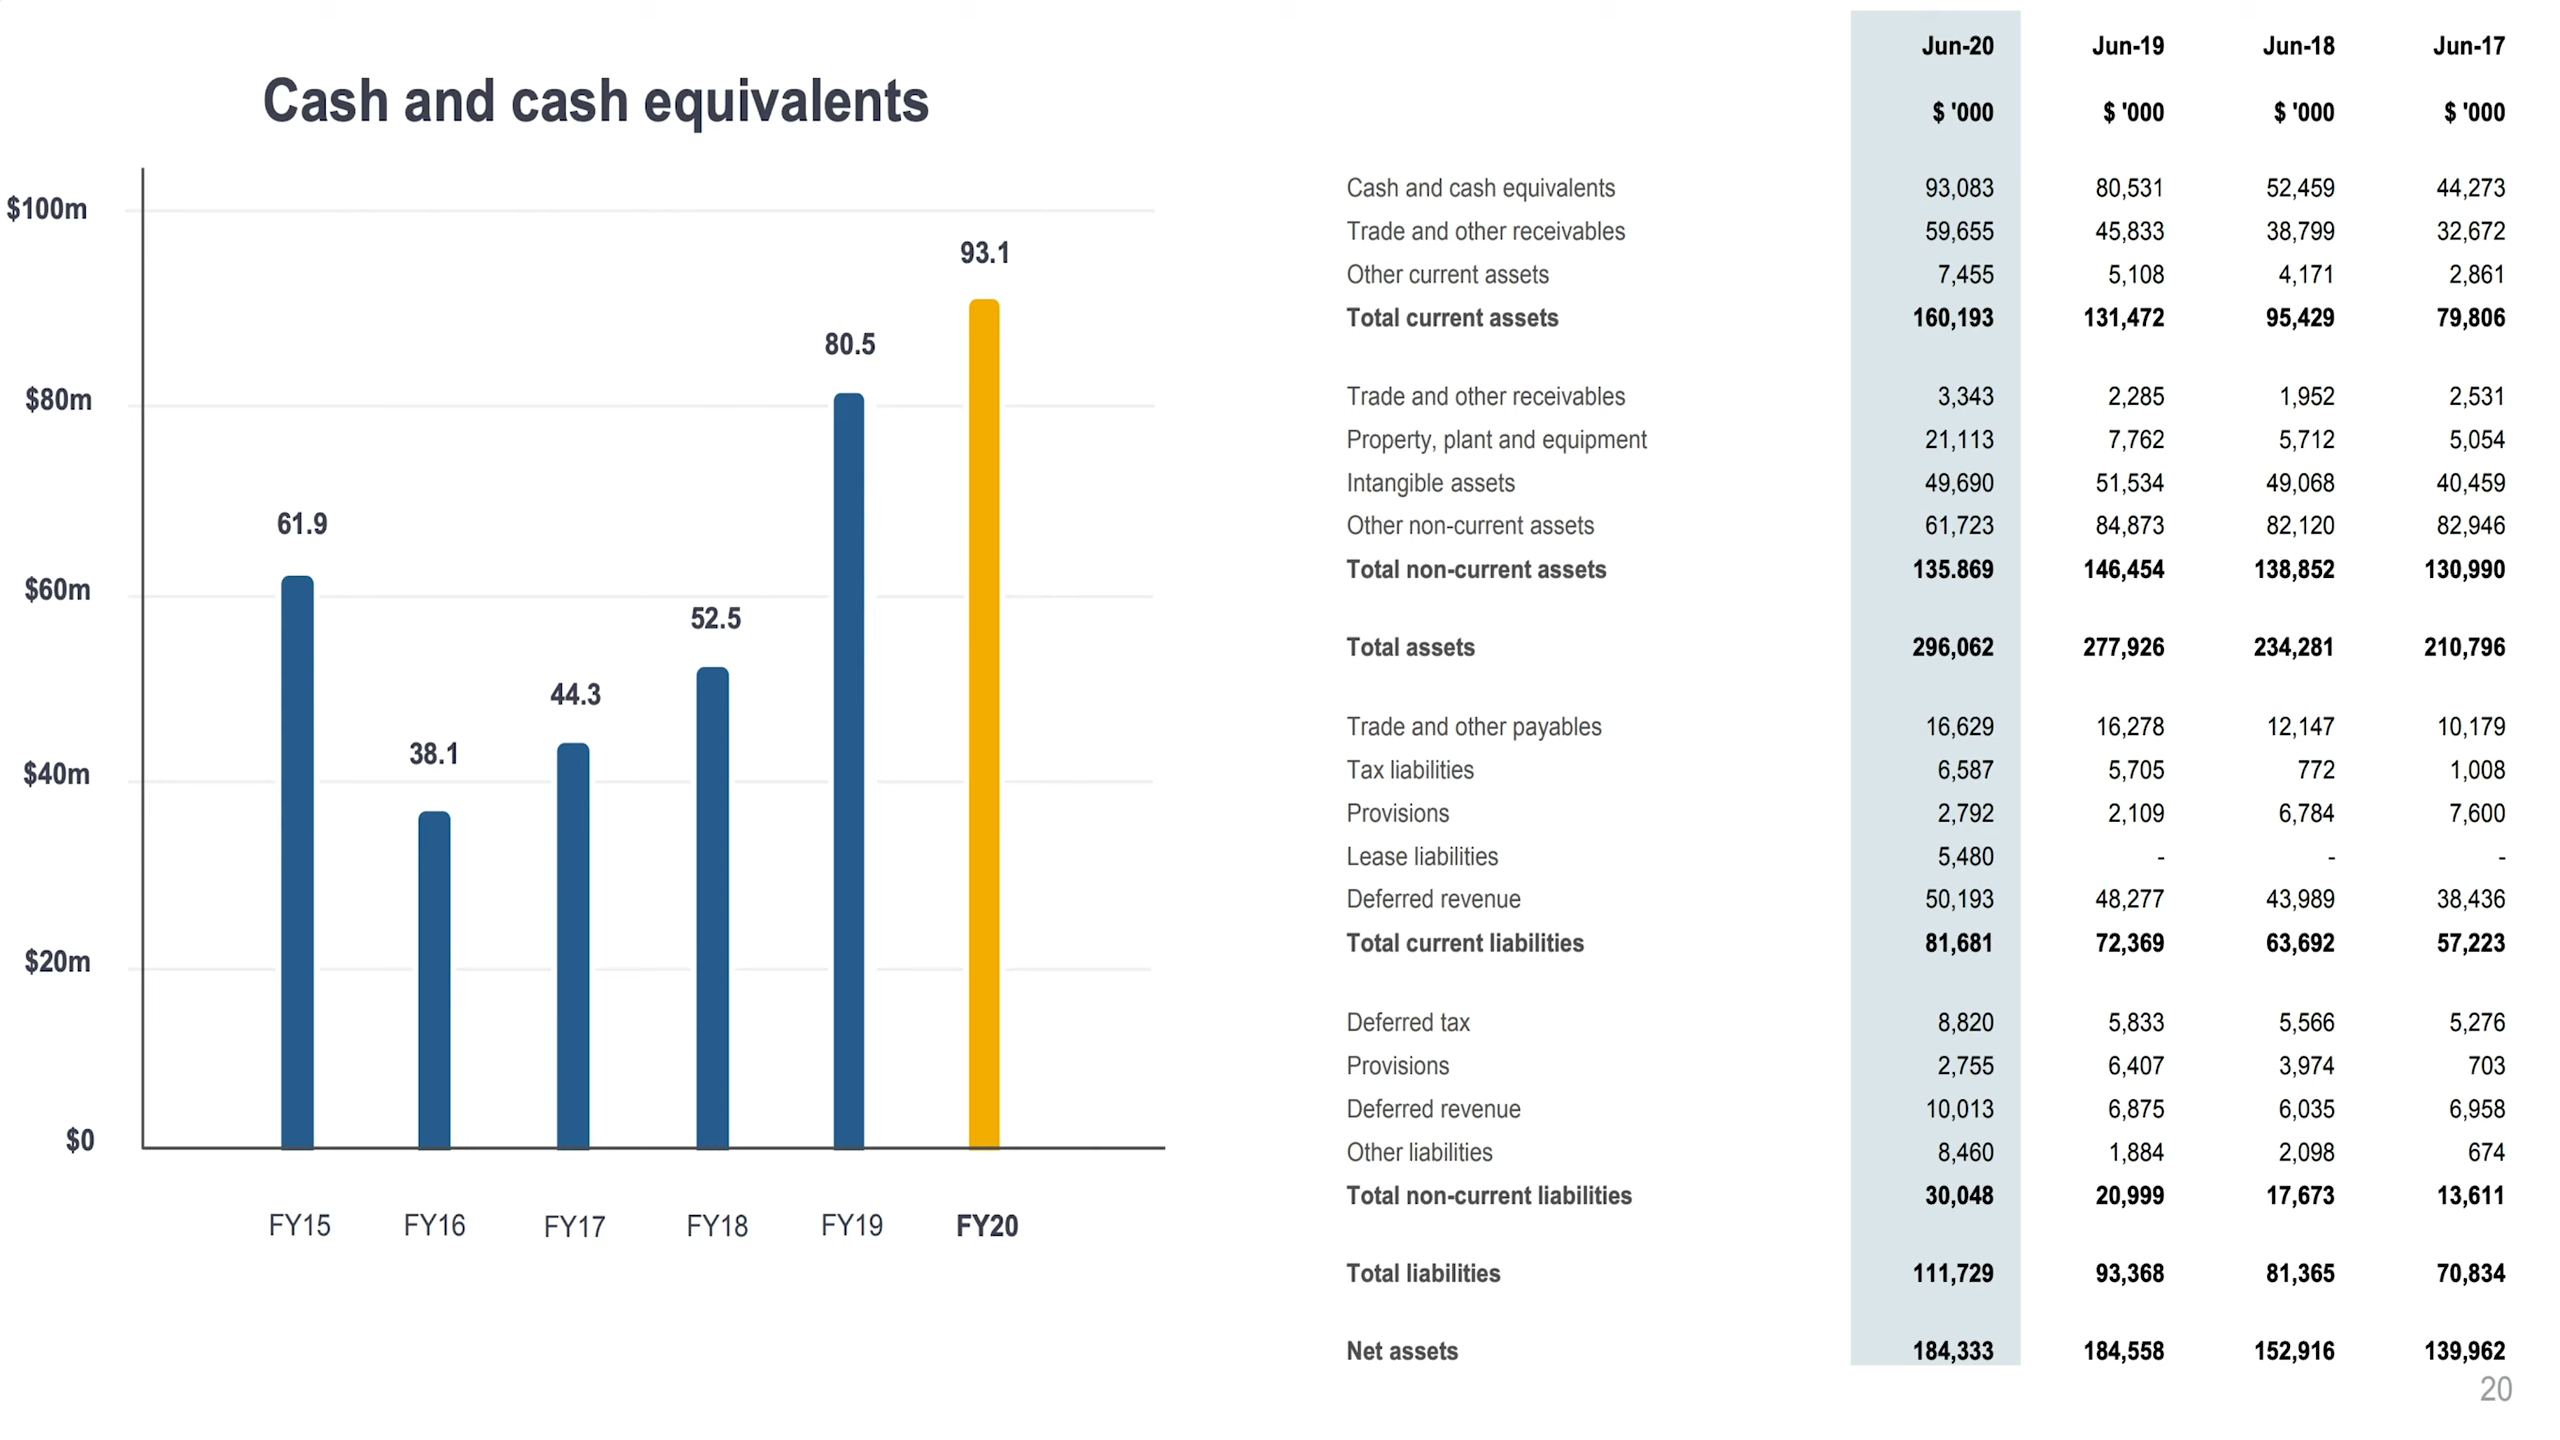 Cash and cash equivalents
$100m
$80m
$60m
$40m
$20m
$0
61.9
38.1
44.3
52.5
80.5
93.1
FY15 FY16 FY17 FY18 FY19 FY20
Jun-20 Jun-19 Jun-18 Jun-17
$ '000 $ '000 $ '000 $ '000
Cash and cash equivalents 93,083 80,531 52,459 44,273
Trade and other receivables 59,655 45,833 38,799 32,672
Other current assets 7,455 5,108 4,171 2,861
Total current assets 160,193 131,472 95,429 79,806
Trade and other receivables 3,343 2,285 1,952 2,531
Property, plant and equipment 21,113 7,762 5,712 5,054
Intangible assets 49,690 51,534 49,068 40,459
Other non-current assets 61,723 84,873 82,120 82,946
Total non-current assets 135.869 146,454 138,852 130,990
Total assets 296,062 277,926 234,281 210,796
Trade and other payables 16,629 16,278 12,147 10,179
Tax liabilities 6,587 5,705 772 1,008
Provisions 2,792 2,109 6,784 7,600
Lease liabilities 5,480 - - -
Deferred revenue 50,193 48,277 43,989 38,436
Total current liabilities 81,681 72,369 63,692 57,223
Deferred tax 8,820 5,833 5,566 5,276
Provisions 2,755 6,407 3,974 703
Deferred revenue 10,013 6,875 6,035 6,958
Other liabilities 8,460 1,884 2,098 674
Total non-current liabilities 30,048 20,999 17,673 13,611
Total liabilities 111,729 93,368 81,365 70,834
Net assets 184,333 184,558 152,916 139,962
20